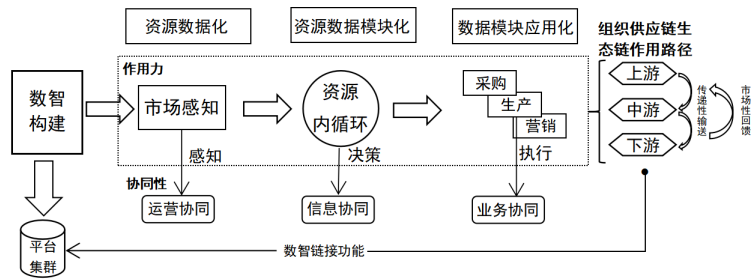 资源数据化
资源数据模块化
数据模块应用化
组织供应链生
态链作用路径
作用力
数智
构建
市场感知
资源
内循环
采购
生产
营销
上游
中游
下游
传递性输送
市场性回馈
感知
决策
执行
协同性
运营协同
信息协同
业务协同
平台
集群
数智链接功能